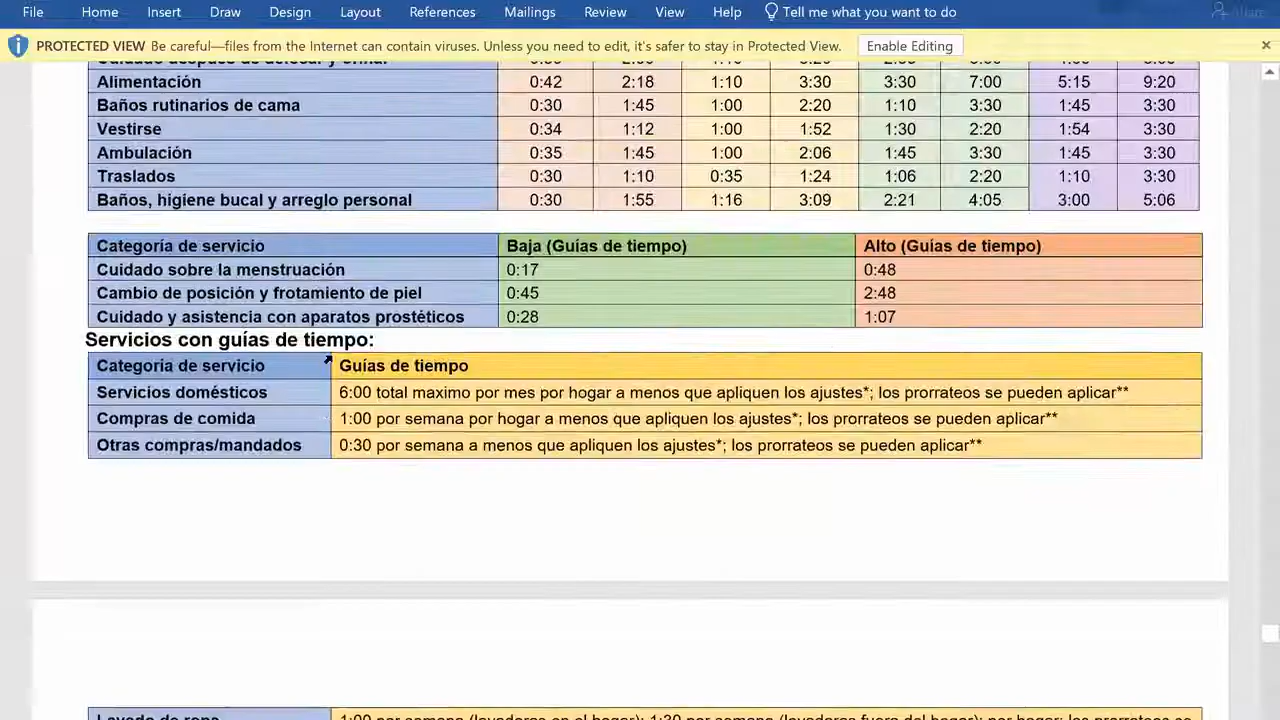 File Home Insert Draw Design Layout References Mailings Review View Help Tell me what you want to do Share
PROTECTED VIEW Be careful—files from the Internet can contain viruses. Unless you need to edit, it's safer to stay in Protected View. Enable Editing
Alimentación 0:42 2:18 1:10 3:30 3:30 7:00 5:15 9:20
Baños rutinarios de cama 0:30 1:45 1:00 2:20 1:10 3:30 1:45 3:30
Vestirse 0:34 1:12 1:00 1:52 1:30 2:20 1:54 3:30
Ambulación 0:35 1:45 1:00 2:06 1:45 3:30 1:45 3:30
Traslados 0:30 1:10 0:35 1:24 1:06 2:20 1:10 3:30
Baños, higiene bucal y arreglo personal 0:30 1:55 1:16 3:09 2:21 4:05 3:00 5:06
Categoría de servicio Baja (Guías de tiempo) Alto (Guías de tiempo)
Cuidado sobre la menstruación 0:17 0:48
Cambio de posición y frotamiento de piel 0:45 2:48
Cuidado y asistencia con aparatos prostéticos 0:28 1:07
Servicios con guías de tiempo:
Categoria de servicio Guías de tiempo
Servicios domésticos 6:00 total maximo por mes por hogar a menos que apliquen los ajustes*; los prorrateos se pueden aplicar**
Compras de comida 1:00 por semana por hogar a menos que apliquen los ajustes*; los prorrateos se pueden aplicar**
Otras compras/mandados 0:30 por semana a menos que apliquen los ajustes*; los prorrateos se pueden aplicar**